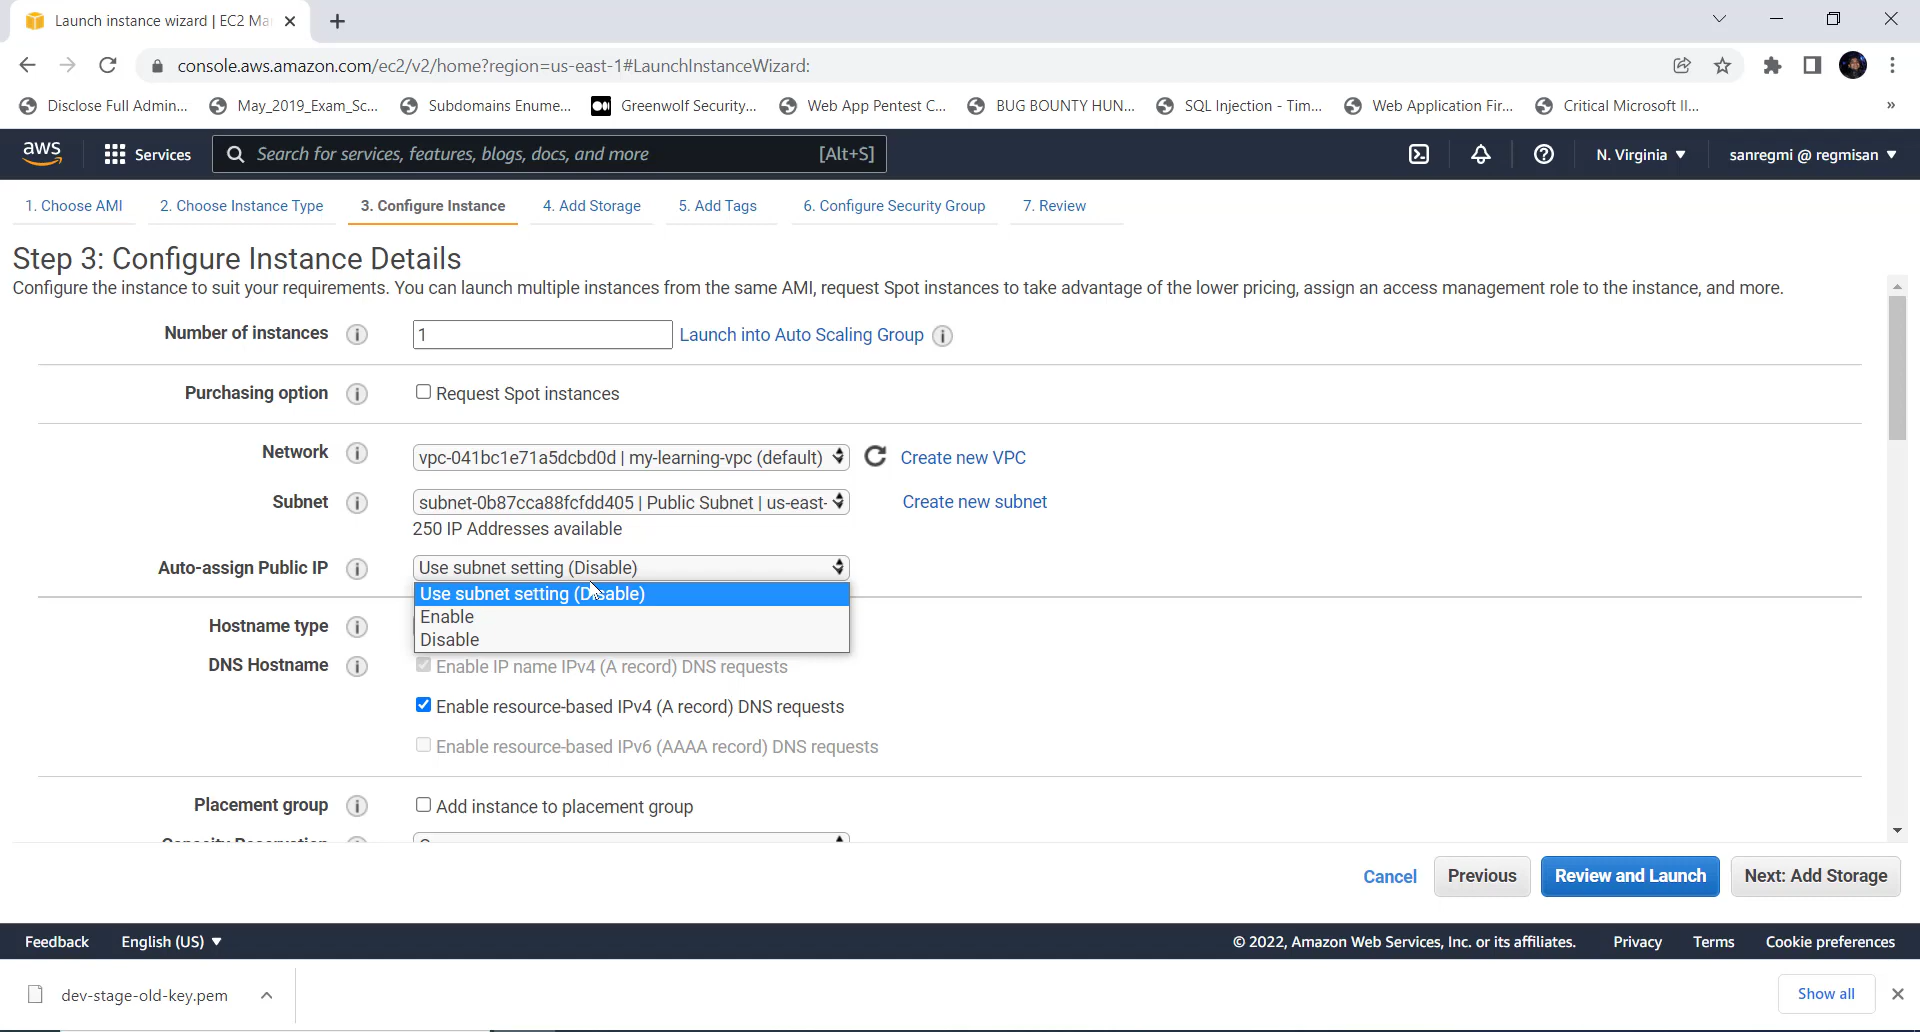 Launch instance wizard | EC2 Ma
console.aws.amazon.com/ec2/v2/home?region=us-east-1#LaunchInstanceWizard:
Disclose Full Admin... May_2019_Exam_Sc... Subdomains Enume... Greenwolf Security... Web App Pentest C... BUG BOUNTY HUN... SQL Injection - Tim... Web Application Fir... Critical Microsoft II... »
aws Services Search for services, features, blogs, docs, and more [Alt+S] N. Virginia ▼ sanregmi @ regmisan ▼
1. Choose AMI 2. Choose Instance Type 3. Configure Instance 4. Add Storage 5. Add Tags 6. Configure Security Group 7. Review
Step 3: Configure Instance Details
Configure the instance to suit your requirements. You can launch multiple instances from the same AMI, request Spot instances to take advantage of the lower pricing, assign an access management role to the instance, and more.
Number of instances i 1 Launch into Auto Scaling Group i
Purchasing option i Request Spot instances
Network i vpc-041bc1e71a5dcbd0d | my-learning-vpc (default) Create new VPC
Subnet i subnet-0b87cca88fcfdd405 | Public Subnet | us-east- Create new subnet
250 IP Addresses available
Auto-assign Public IP i Use subnet setting (Disable)
Use subnet setting (Disable)
Enable
Disable
Hostname type i
DNS Hostname i Enable IP name IPv4 (A record) DNS requests
Enable resource-based IPv4 (A record) DNS requests
Enable resource-based IPv6 (AAAA record) DNS requests
Placement group i Add instance to placement group
Capacity Reservation
Cancel Previous Review and Launch Next: Add Storage
Feedback English (US) ▼ © 2022, Amazon Web Services, Inc. or its affiliates. Privacy Terms Cookie preferences
dev-stage-old-key.pem Show all